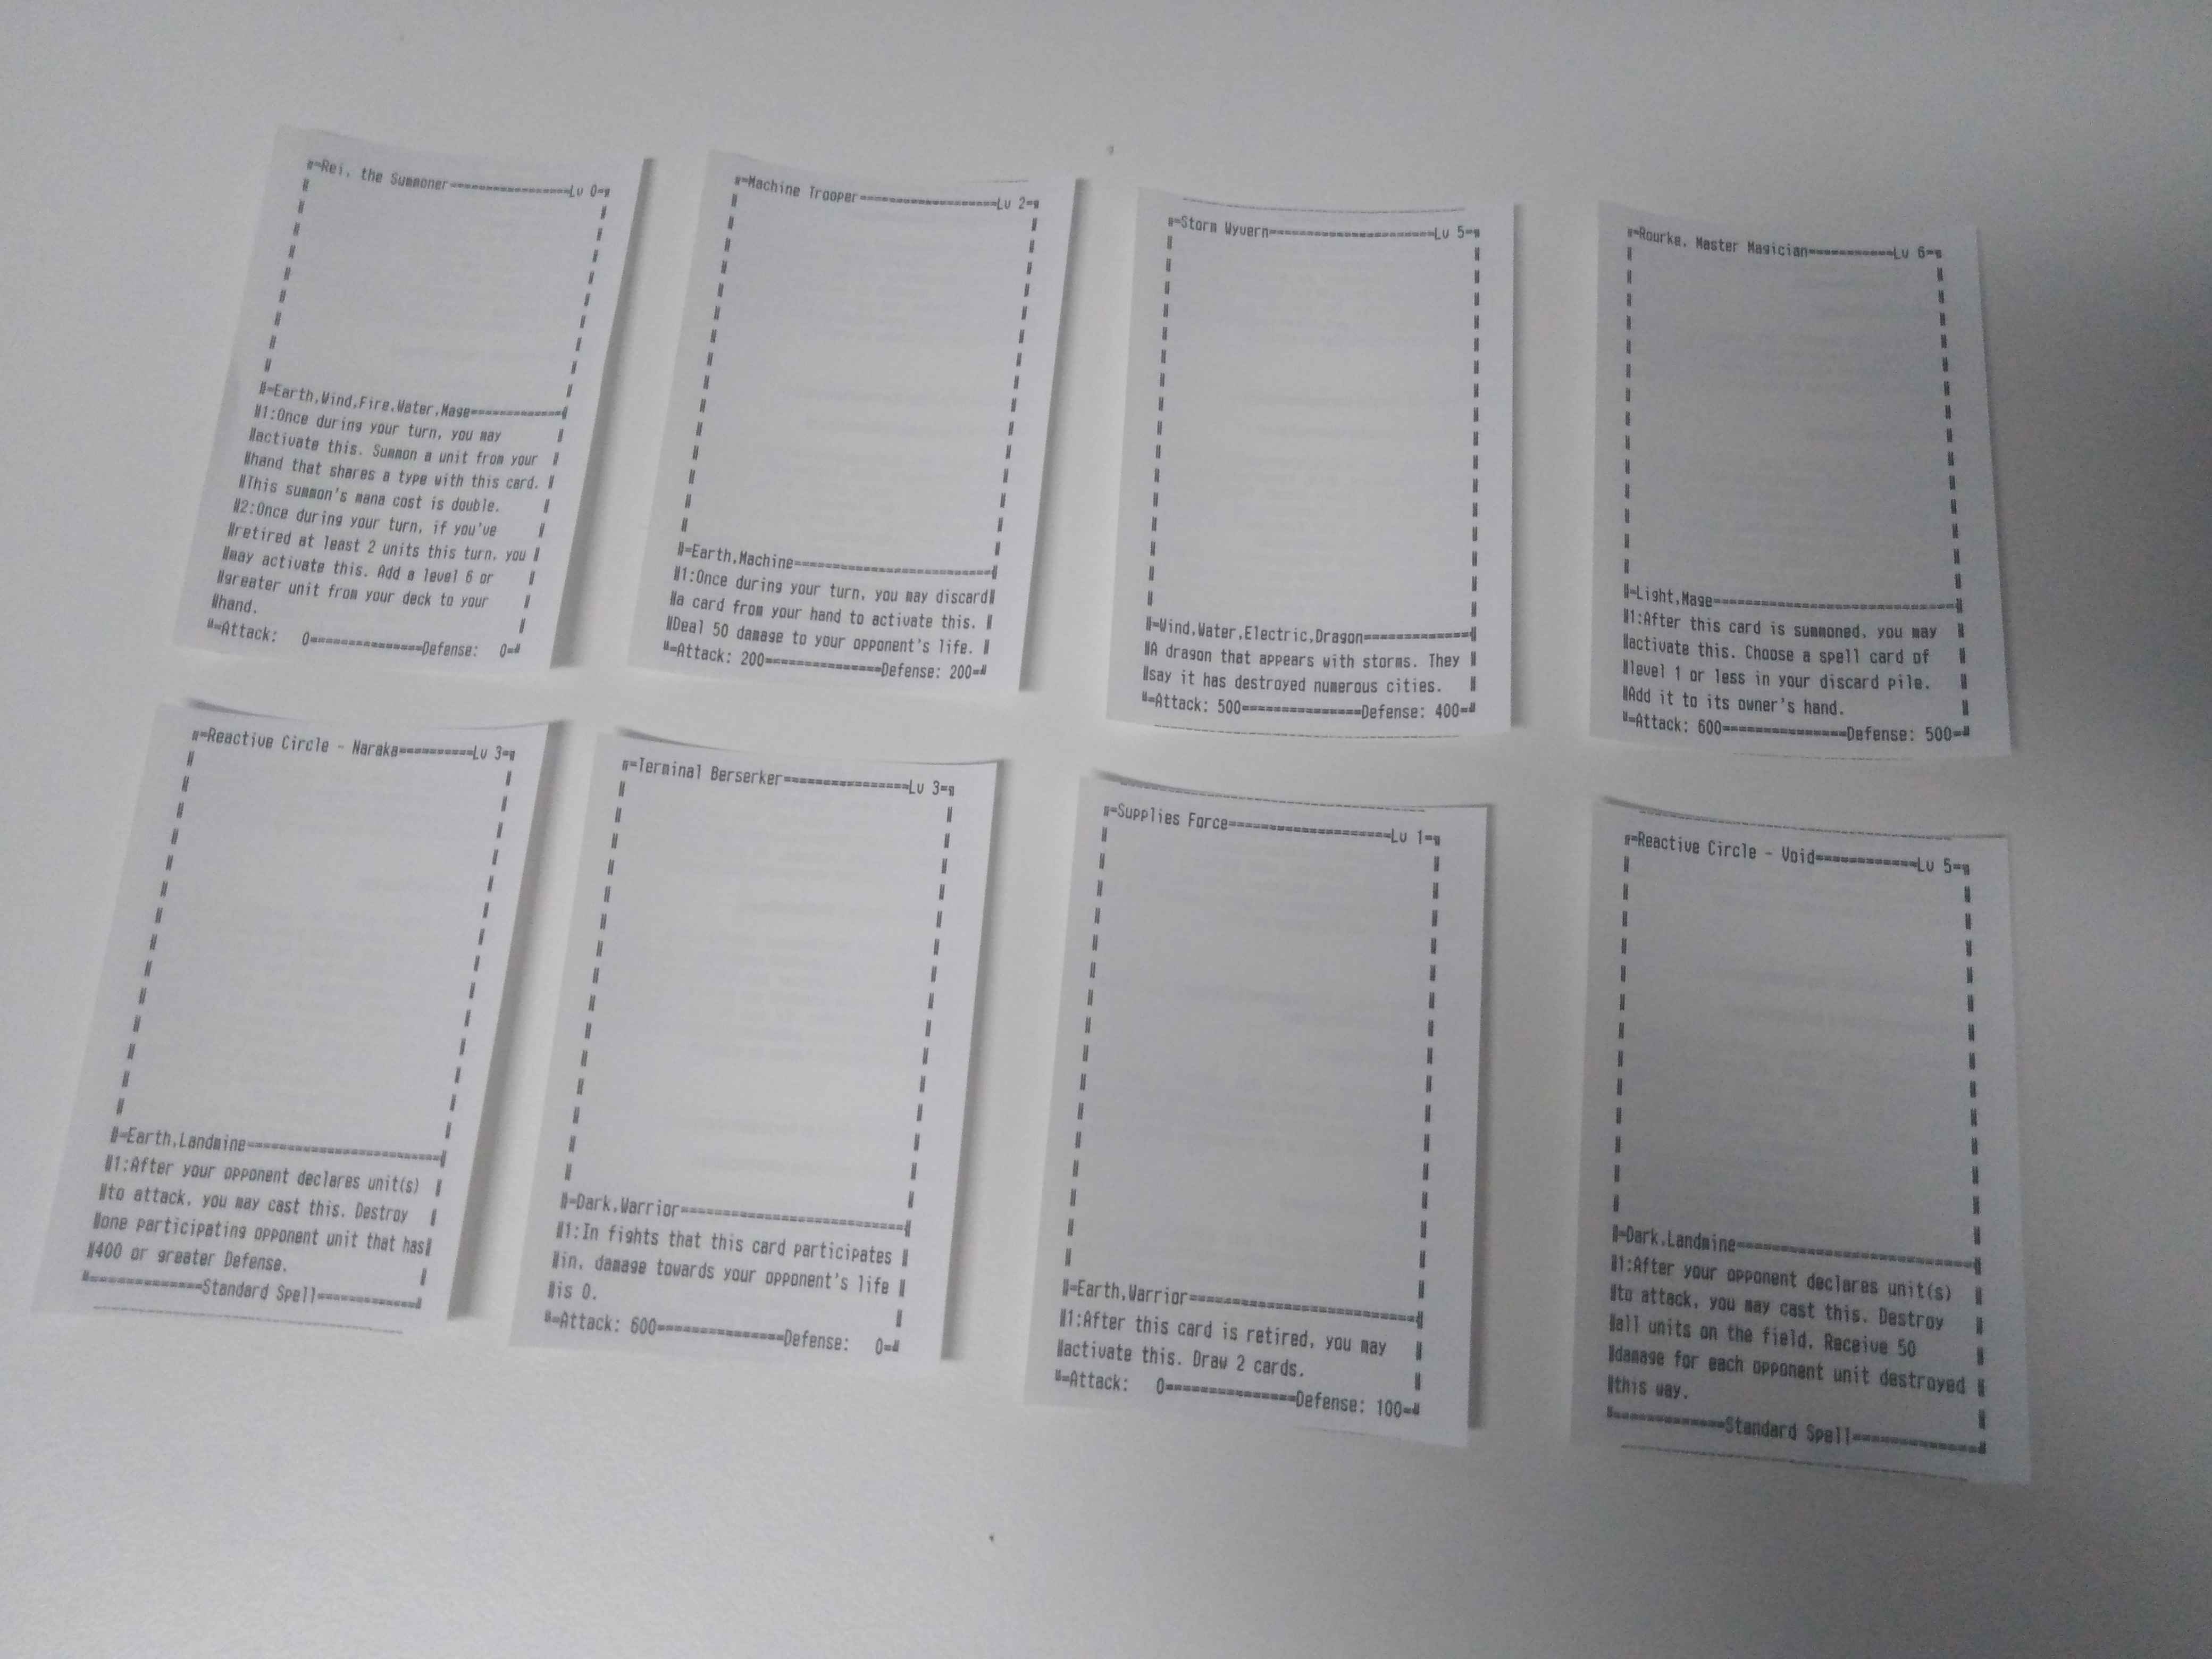 Rei, the Summoner Lv 0
Earth,Wind,Fire,Water,Mage
1:Once during your turn, you may
activate this. Summon a unit from your
hand that shares a type with this card.
This summon's mana cost is double.
2:Once during your turn, if you've
retired at least 2 units this turn, you
may activate this. Add a level 6 or
greater unit from your deck to your
hand.
Attack: 0 Defense: 0
Machine Trooper Lv 2
Earth,Machine
1:Once during your turn, you may discard
a card from your hand to activate this.
Deal 50 damage to your opponent's life.
Attack: 200 Defense: 200
Storm Wyvern Lv 5
Wind,Water,Electric,Dragon
A dragon that appears with storms. They
say it has destroyed numerous cities.
Attack: 500 Defense: 400
Rourke, Master Magician Lv 6
Light,Mage
1:After this card is summoned, you may
activate this. Choose a spell card of
level 1 or less in your discard pile.
Add it to its owner's hand.
Attack: 600 Defense: 500
Reactive Circle - Naraka Lv 3
Earth,Landmine
1:After your opponent declares unit(s)
to attack, you may cast this. Destroy
one participating opponent unit that has
400 or greater Defense.
Standard Spell
Terminal Berserker Lv 3
Dark,Warrior
1:In fights that this card participates
in, damage towards your opponent's life
is 0.
Attack: 600 Defense: 0
Supplies Force Lv 1
Earth,Warrior
1:After this card is retired, you may
activate this. Draw 2 cards.
Attack: 0 Defense: 100
Reactive Circle - Void Lv 5
Dark,Landmine
1:After your opponent declares unit(s)
to attack, you may cast this. Destroy
all units on the field. Receive 50
damage for each opponent unit destroyed
this way.
Standard Spell